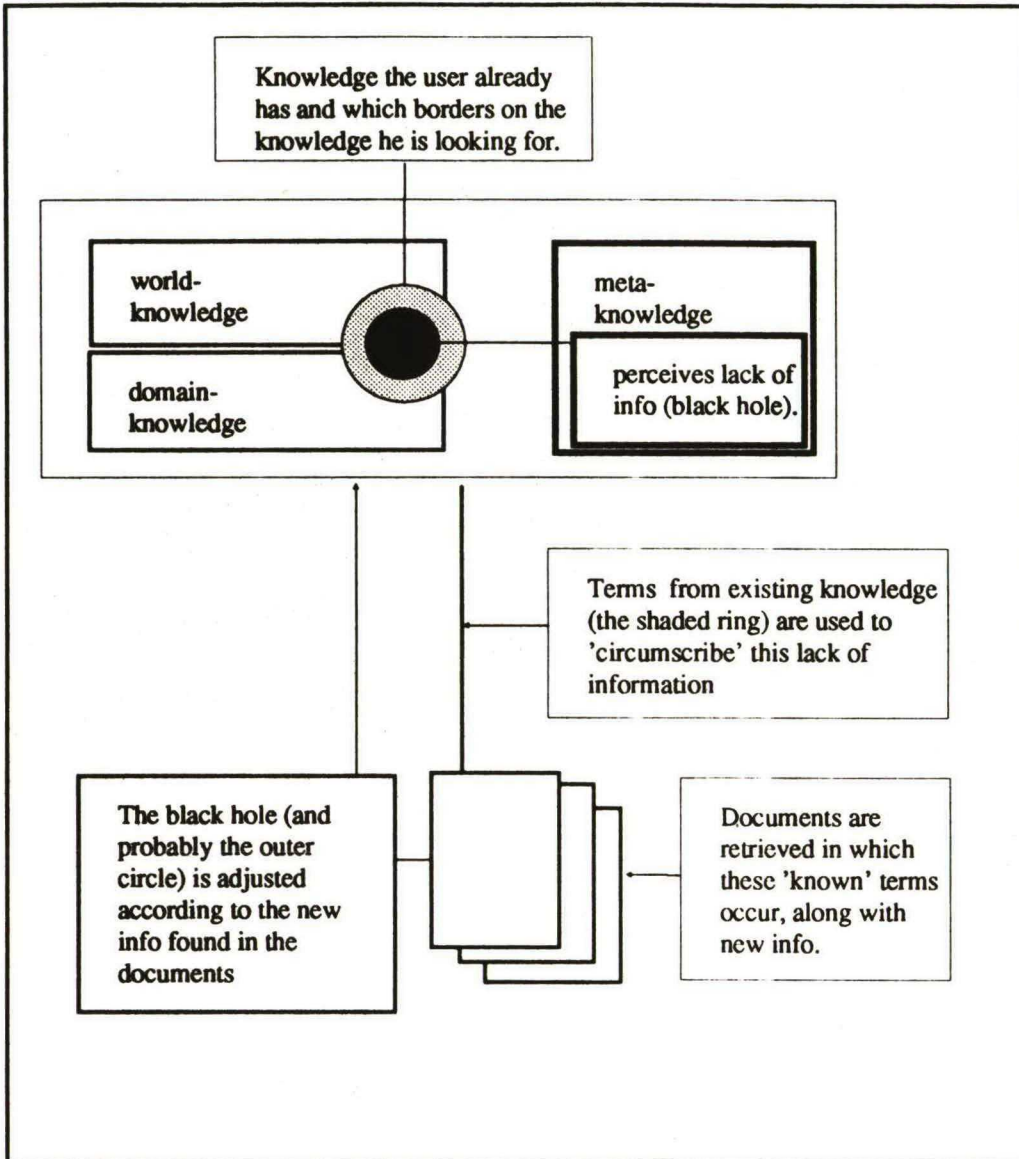 Knowledge the user already
has and which borders on the
knowledge he is looking for.
world-
knowledge
domain-
knowledge
meta-
knowledge
perceives lack of
info (black hole).
Terms from existing knowledge
(the shaded ring) are used to
'circumscribe' this lack of
information
The black hole (and
probably the outer
circle) is adjusted
according to the new
info found in the
documents
Documents are
retrieved in which
these 'known' terms
occur, along with
new info.